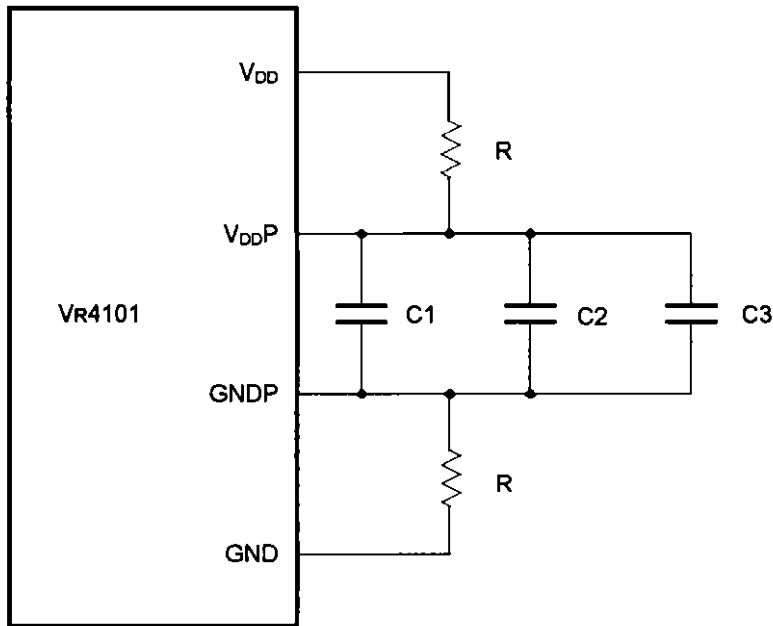 VDD
R
VDDP
VR4101
C1
C2
C3
GNDP
R
GND